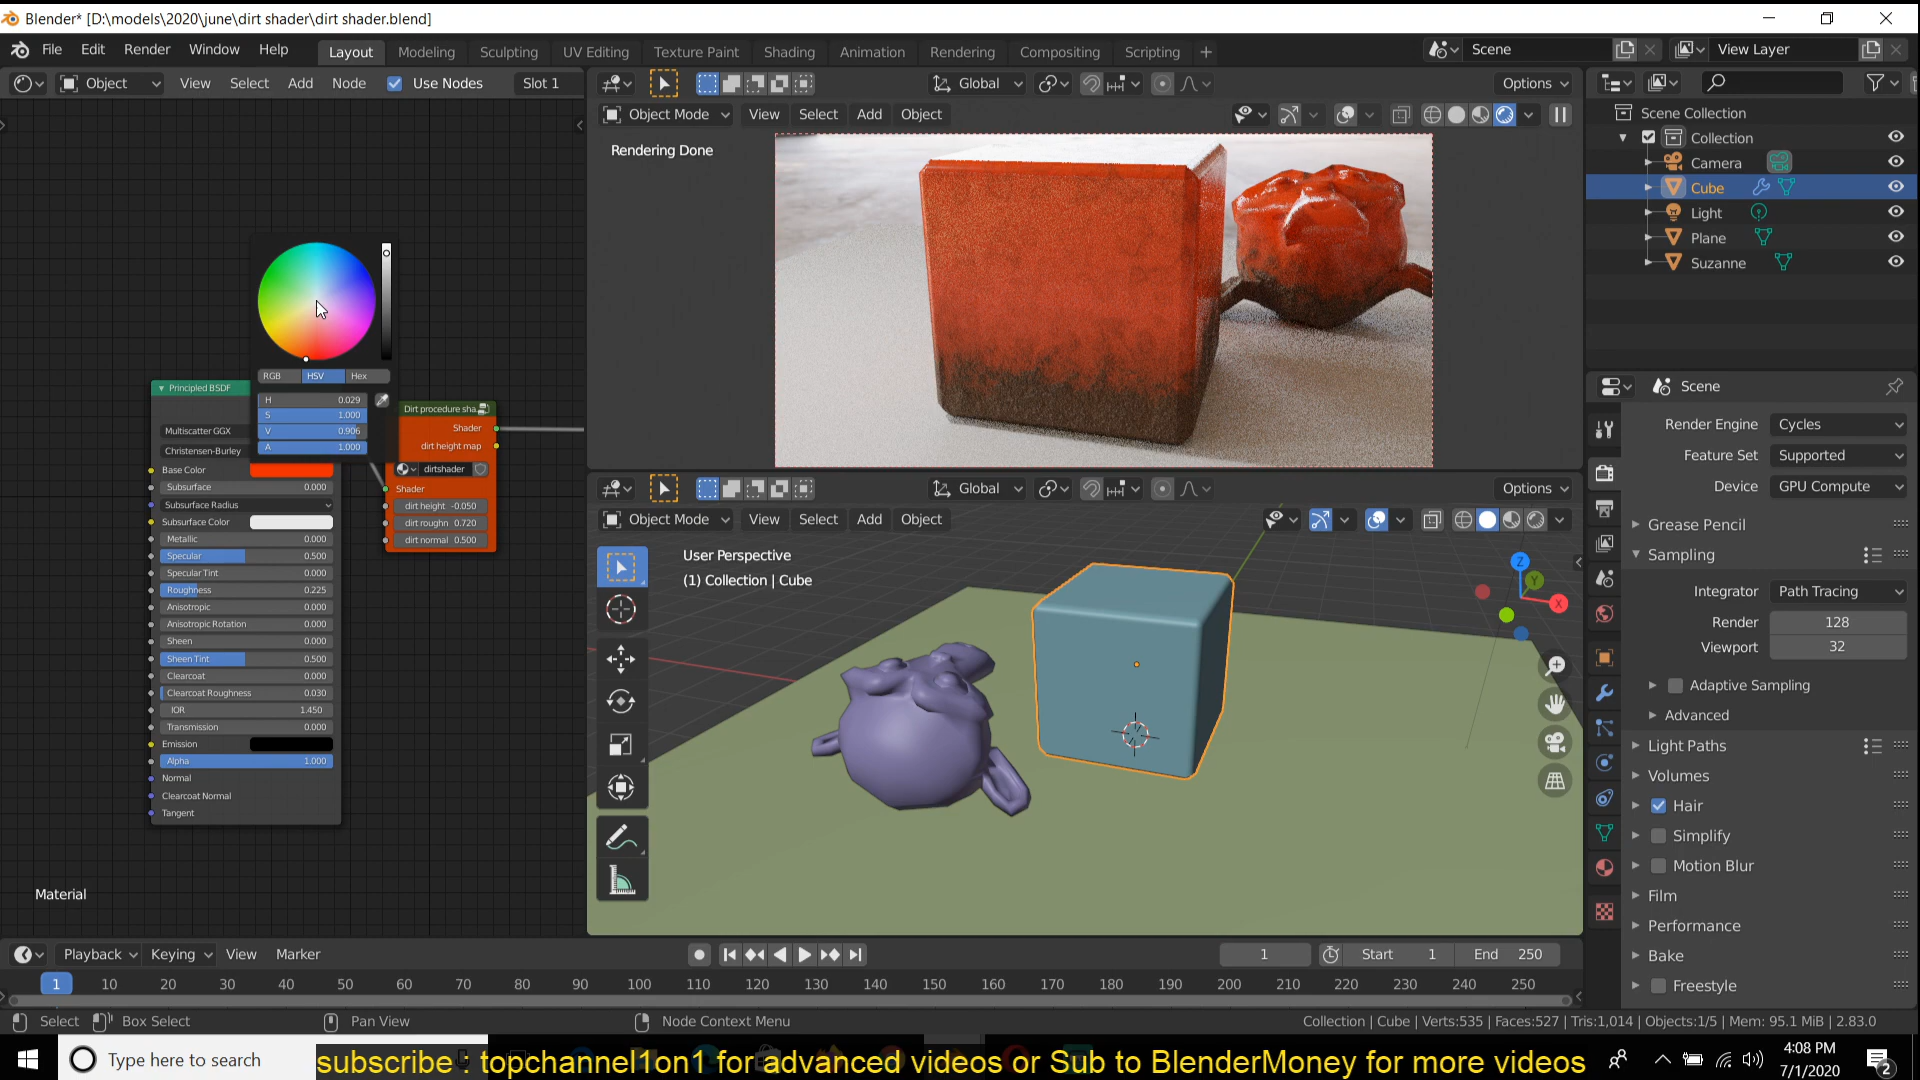 Blender* [D:\models\2020\june\dirt shader\dirt shader.blend]
File Edit Render Window Help Layout Modeling Sculpting UV Editing Texture Paint Shading Animation Rendering Compositing Scripting + Scene View Layer
Object View Select Add Node Use Nodes Slot 1
Global Options
Object Mode View Select Add Object
Rendering Done
Scene Collection
Collection
Camera
Cube
Light
Plane
Suzanne
RGB HSV Hex
H 0.029
S 1.000
V 0.906
A 1.000
Principled BSDF
Multiscatter GGX
Christensen-Burley
Base Color
Subsurface 0.000
Subsurface Radius
Subsurface Color
Metallic 0.000
Specular 0.500
Specular Tint 0.000
Roughness 0.225
Anisotropic 0.000
Anisotropic Rotation 0.000
Sheen 0.000
Sheen Tint 0.500
Clearcoat 0.000
Clearcoat Roughness 0.030
IOR 1.450
Transmission 0.000
Emission
Alpha 1.000
Normal
Clearcoat Normal
Tangent
Dirt procedure sha
Shader
dirt height map
dirtshader
Shader
dirt height -0.050
dirt roughn 0.720
dirt normal 0.500
Material
Global Options
Object Mode View Select Add Object
User Perspective
(1) Collection | Cube
Z
Y
X
Scene
Render Engine Cycles
Feature Set Supported
Device GPU Compute
Grease Pencil
Sampling
Integrator Path Tracing
Render 128
Viewport 32
Adaptive Sampling
Advanced
Light Paths
Volumes
Hair
Simplify
Motion Blur
Film
Performance
Bake
Freestyle
Playback Keying View Marker 1 Start 1 End 250
1 10 20 30 40 50 60 70 80 90 100 110 120 130 140 150 160 170 180 190 200 210 220 230 240 250
Select Box Select Pan View Node Context Menu Collection | Cube | Verts:535 | Faces:527 | Tris:1,014 | Objects:1/5 | Mem: 95.1 MiB | 2.83.0
Type here to search
subscribe : topchannel1on1 for advanced videos or Sub to BlenderMoney for more videos
4:08 PM
7/1/2020
2